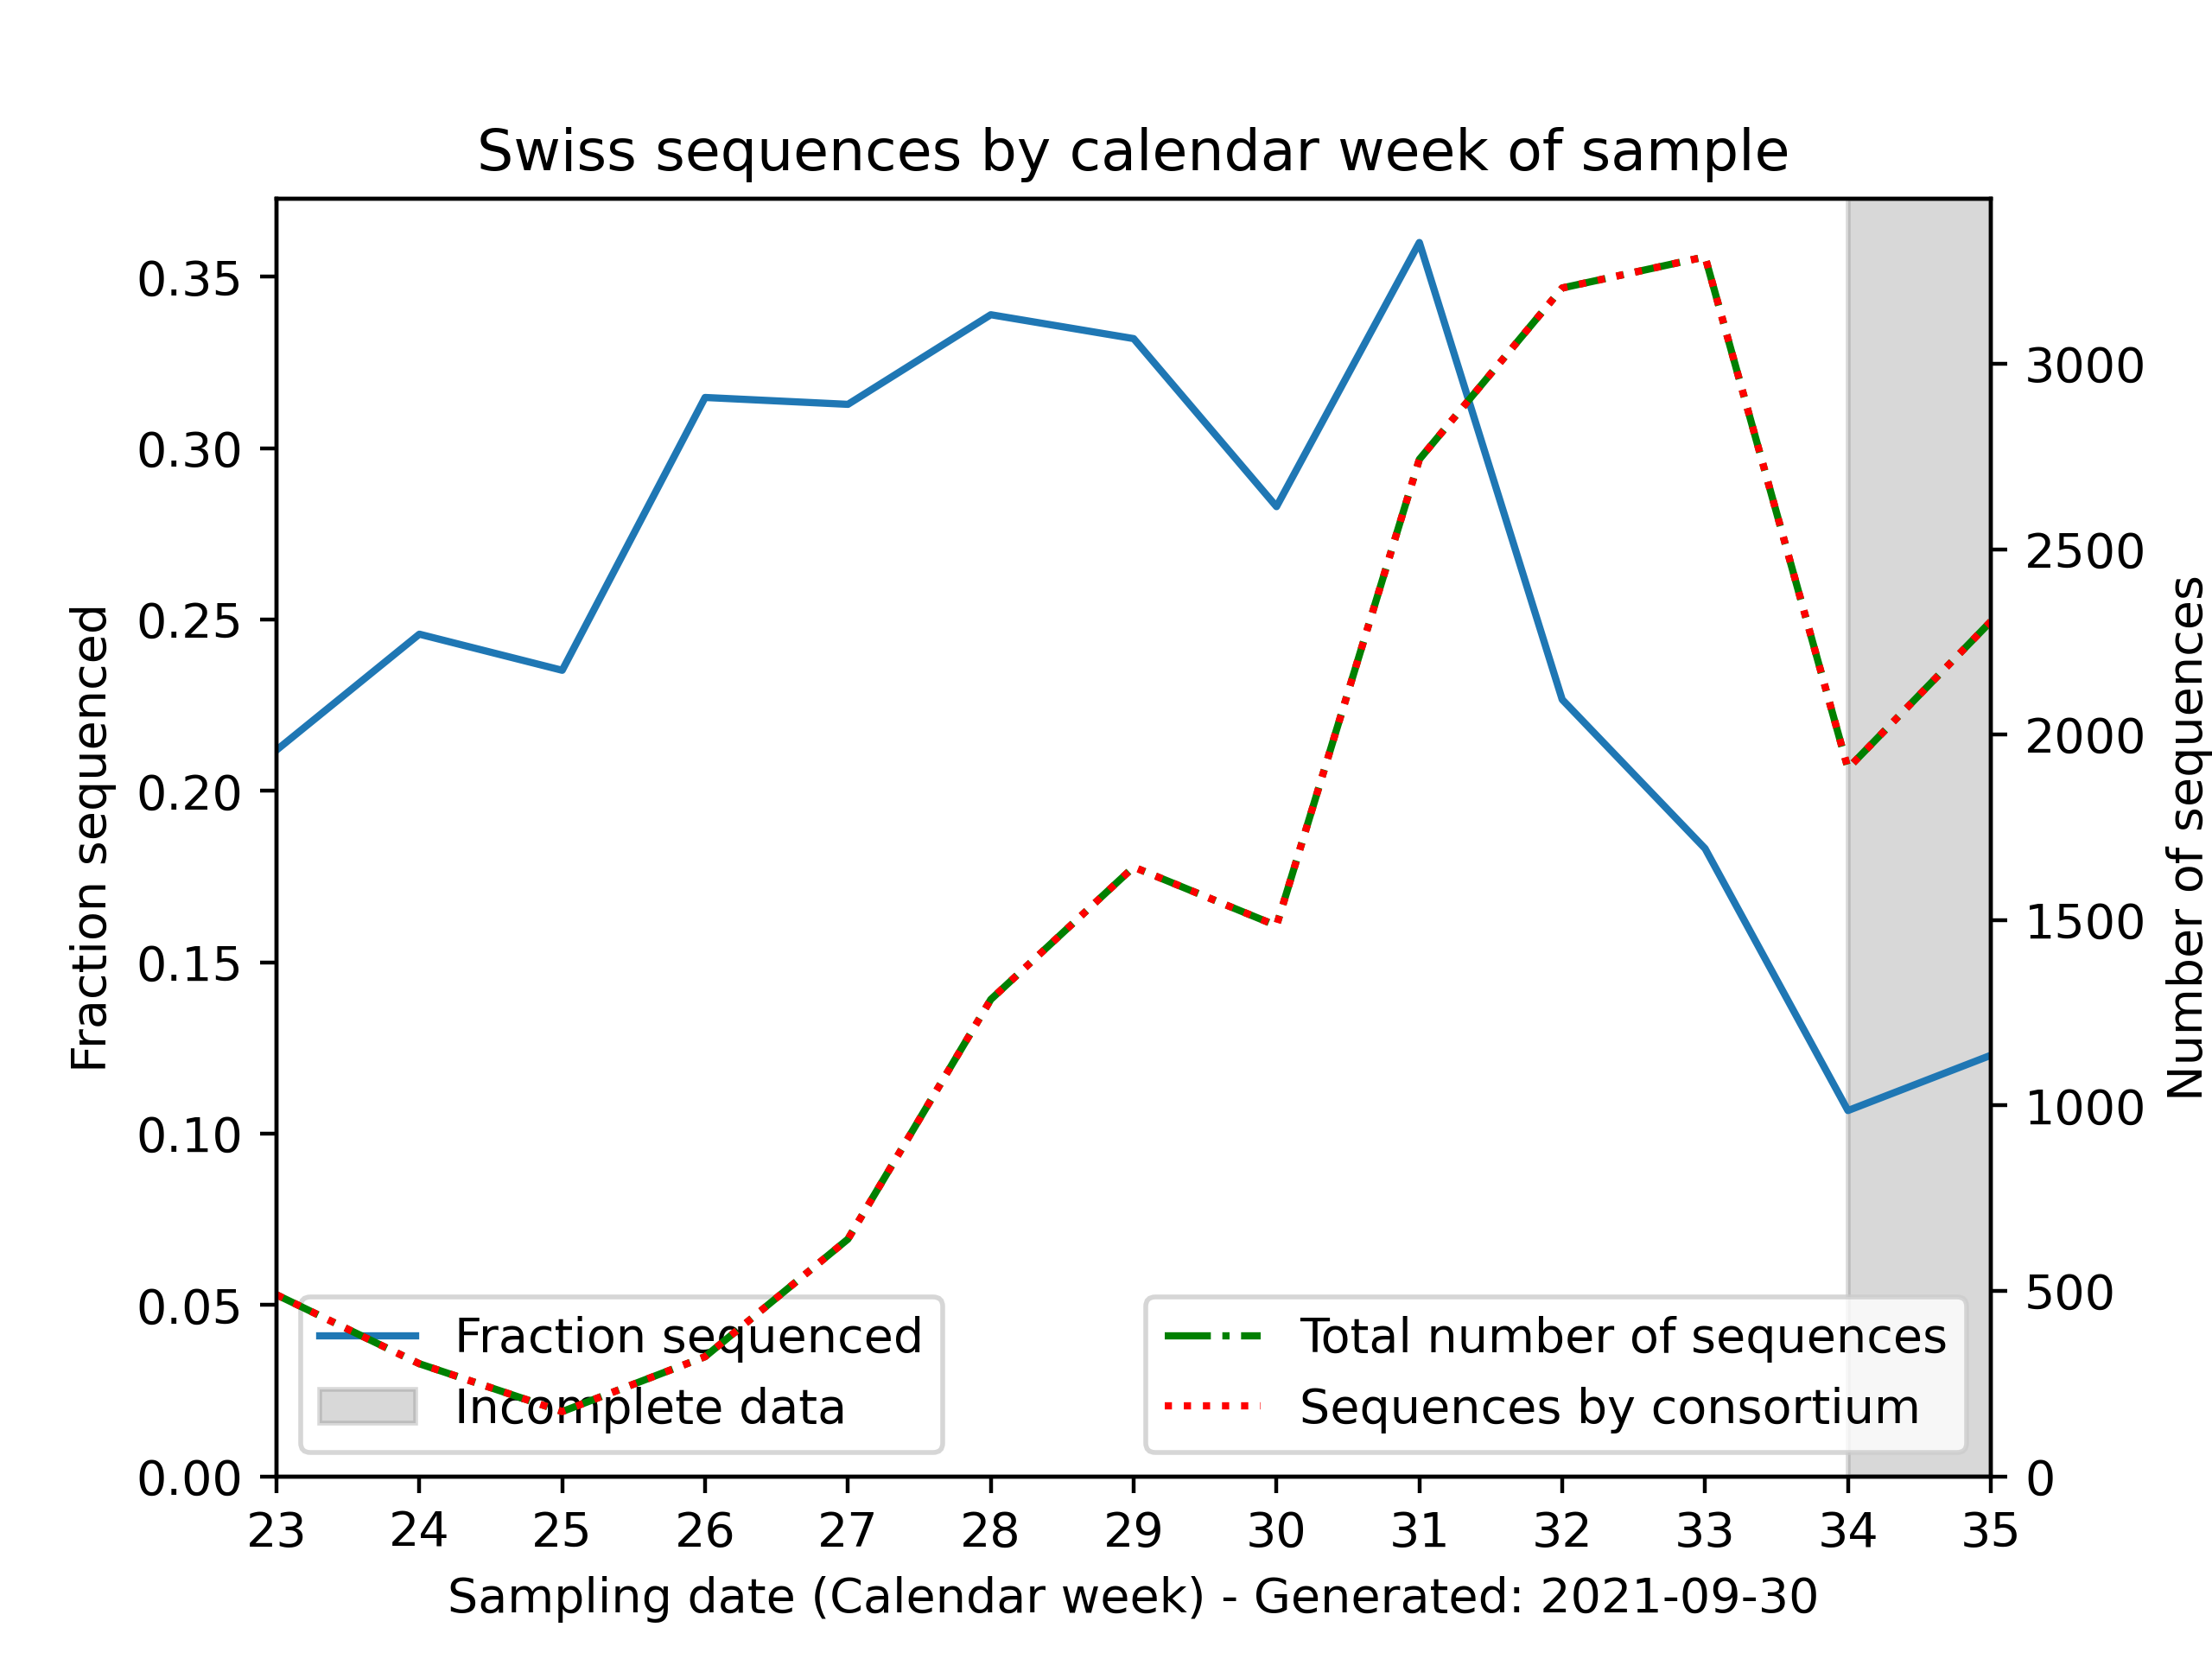 Swiss sequences by calendar week of sample
Fraction sequenced
0.35
0.30
0.25
0.20
0.15
0.10
0.05
0.00
3000
2500
2000
1500
1000
500
0
Number of sequences
Fraction sequenced
Incomplete data
Total number of sequences
Sequences by consortium
23 24 25 26 27 28 29 30 31 32 33 34 35
Sampling date (Calendar week) - Generated: 2021-09-30